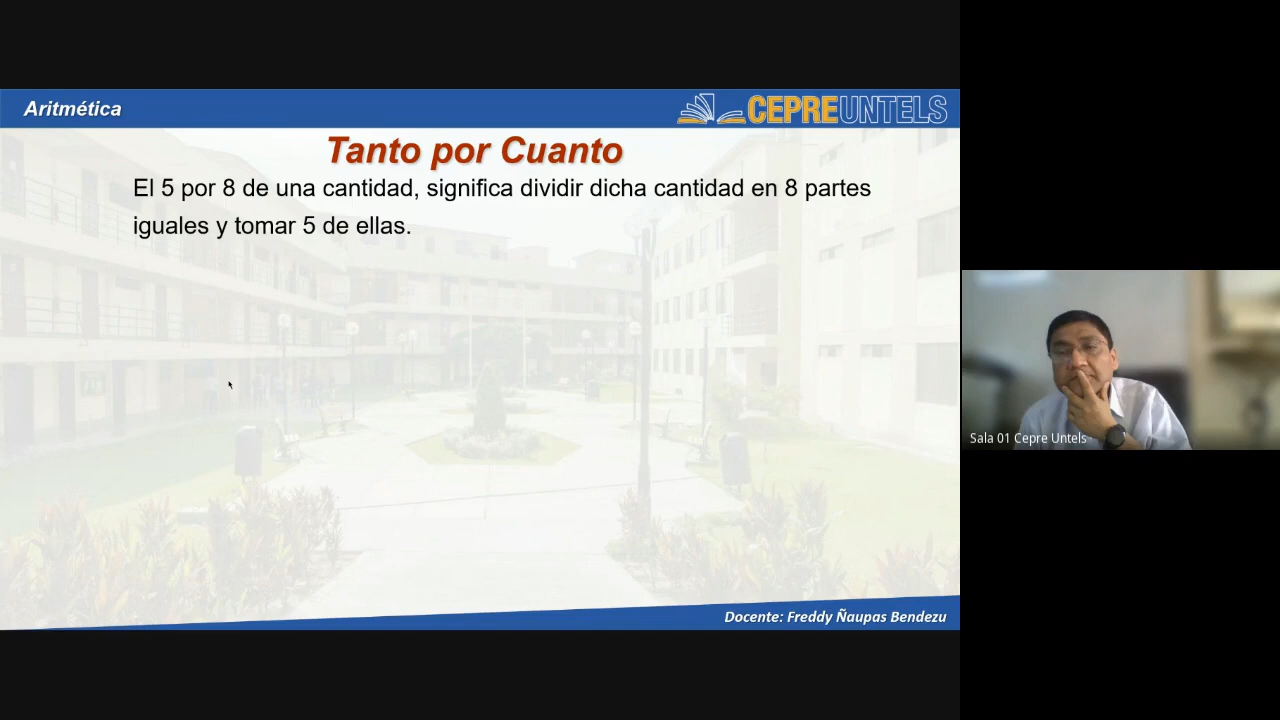 Aritmética
CEPREUNTELS
Tanto por Cuanto
El 5 por 8 de una cantidad, significa dividir dicha cantidad en 8 partes
iguales y tomar 5 de ellas.
Sala 01 Cepre Untels
Docente: Freddy Ñaupas Bendezu